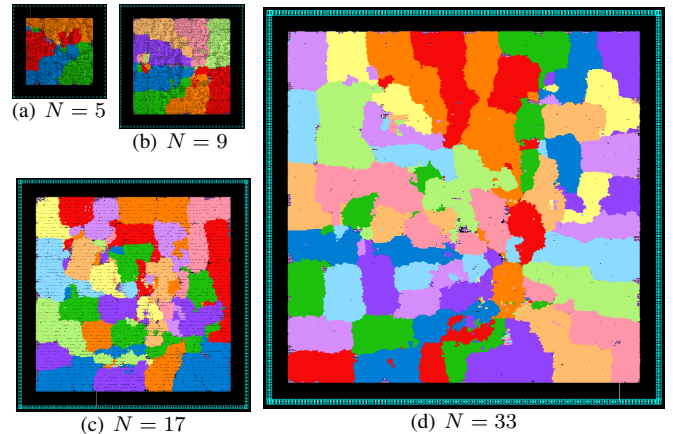 (a) N = 5
(b) N = 9
(c) N = 17
(d) N = 33